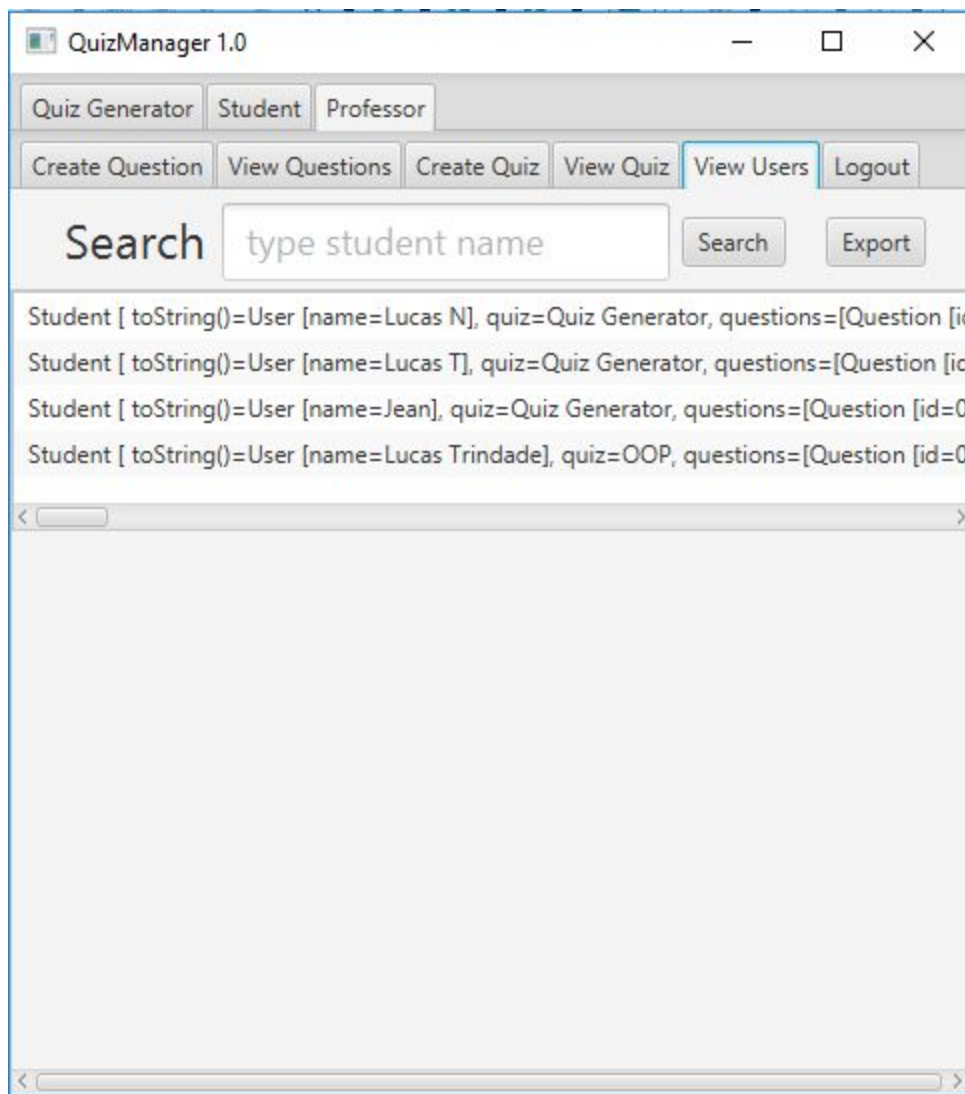 QuizManager 1.0
Quiz Generator Student Professor
Create Question View Questions Create Quiz View Quiz View Users Logout
Search type student name Search Export
Student [ toString()=User [name=Lucas N], quiz=Quiz Generator, questions=[Question [id
Student [ toString()=User [name=Lucas T], quiz=Quiz Generator, questions=[Question [id
Student [ toString()=User [name=Jean], quiz=Quiz Generator, questions=[Question [id=0
Student [ toString()=User [name=Lucas Trindade], quiz=OOP, questions=[Question [id=0